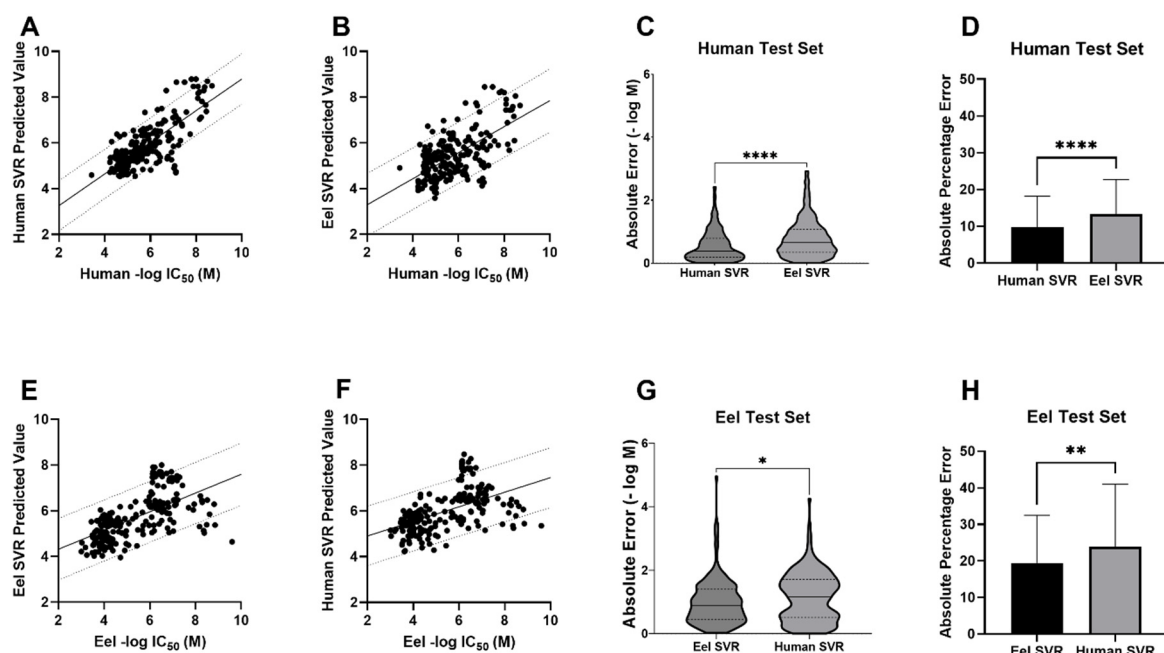 A
Human SVR Predicted Value
10
8
6
4
2
2 4 6 8 10
Human -log IC50 (M)
B
Eel SVR Predicted Value
10
8
6
4
2
2 4 6 8 10
Human -log IC50 (M)
C
Human Test Set
Absolute Error (- log M)
6
4
2
0
****
Human SVR Eel SVR
D
Human Test Set
Absolute Percentage Error
50
40
30
20
10
0
****
Human SVR Eel SVR
E
Eel SVR Predicted Value
10
8
6
4
2
2 4 6 8 10
Eel -log IC50 (M)
F
Human SVR Predicted Value
10
8
6
4
2
2 4 6 8 10
Eel -log IC50 (M)
G
Eel Test Set
Absolute Error (- log M)
6
4
2
0
*
Eel SVR Human SVR
H
Eel Test Set
Absolute Percentage Error
50
40
30
20
10
0
**
Eel SVR Human SVR